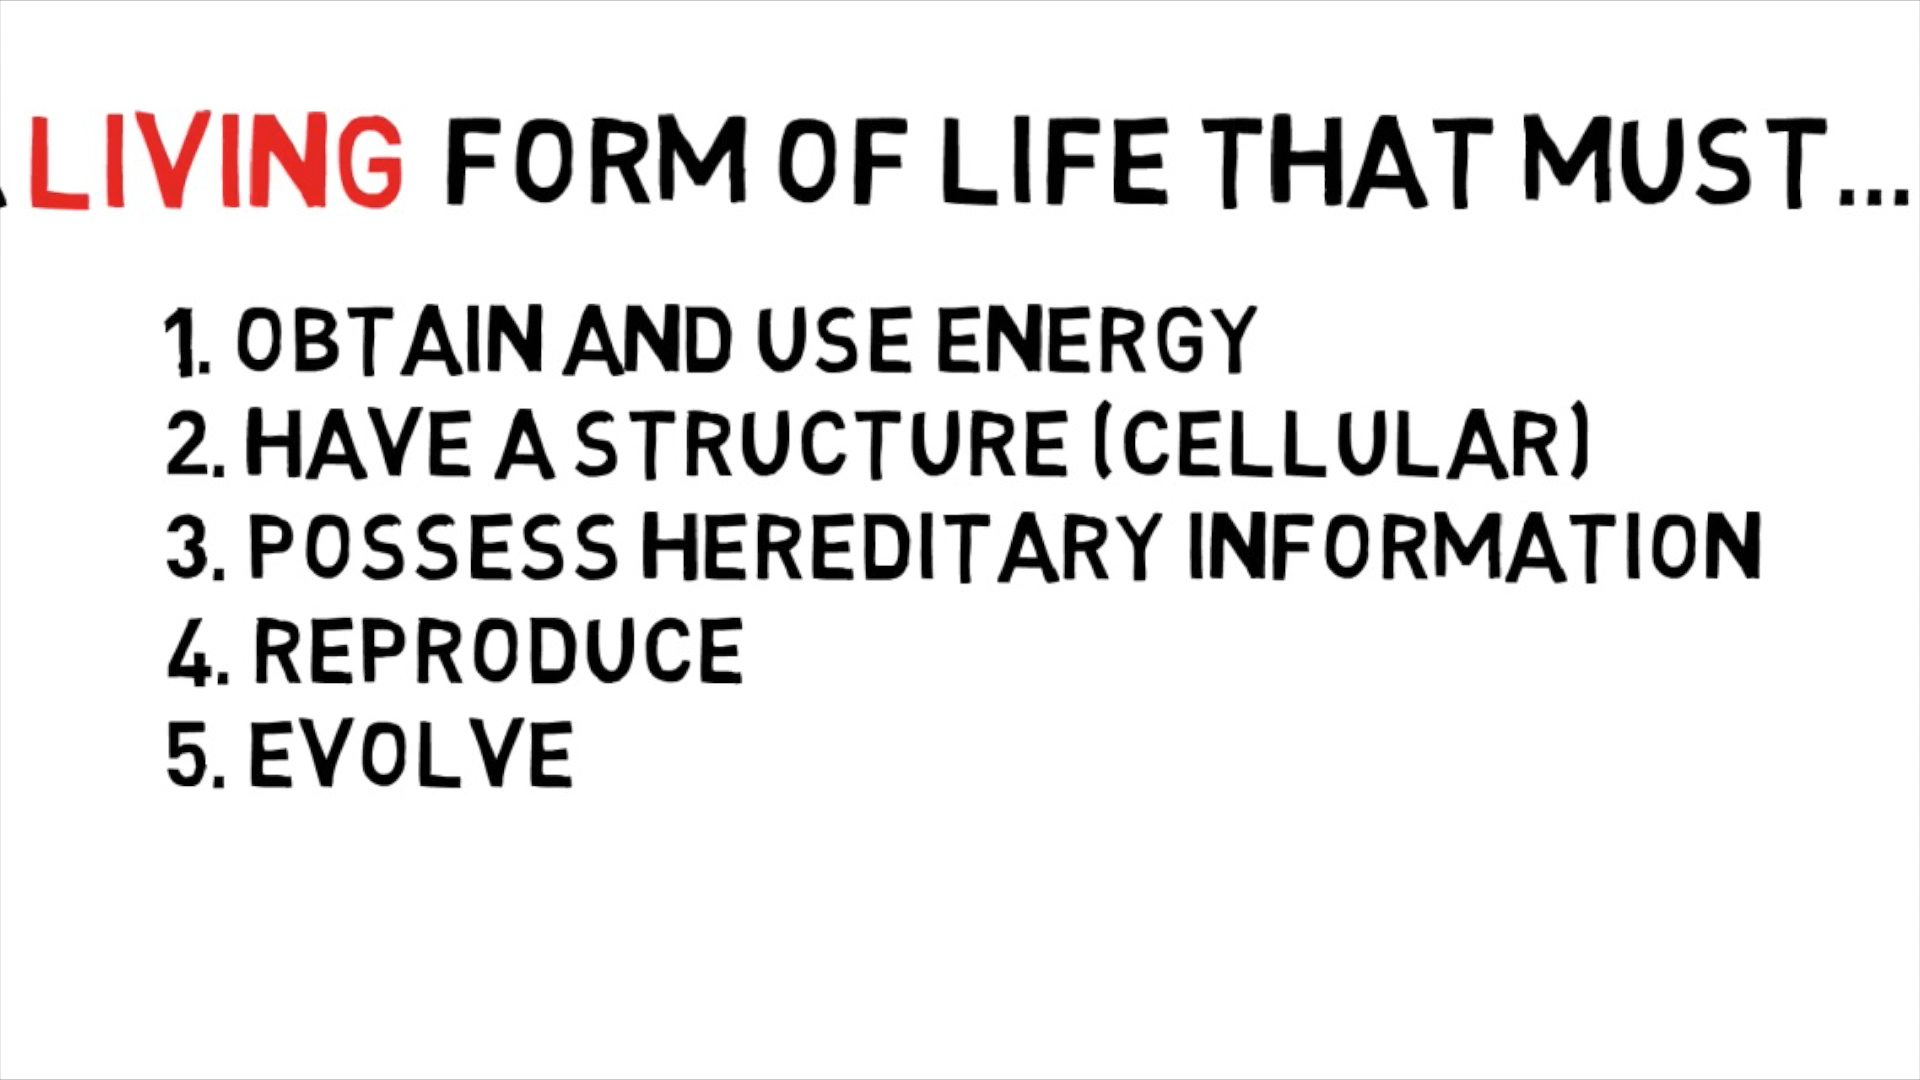 LIVING FORM OF LIFE THAT MUST...
1. OBTAIN AND USE ENERGY
2. HAVE A STRUCTURE (CELLULAR)
3. POSSESS HEREDITARY INFORMATION
4. REPRODUCE
5. EVOLVE